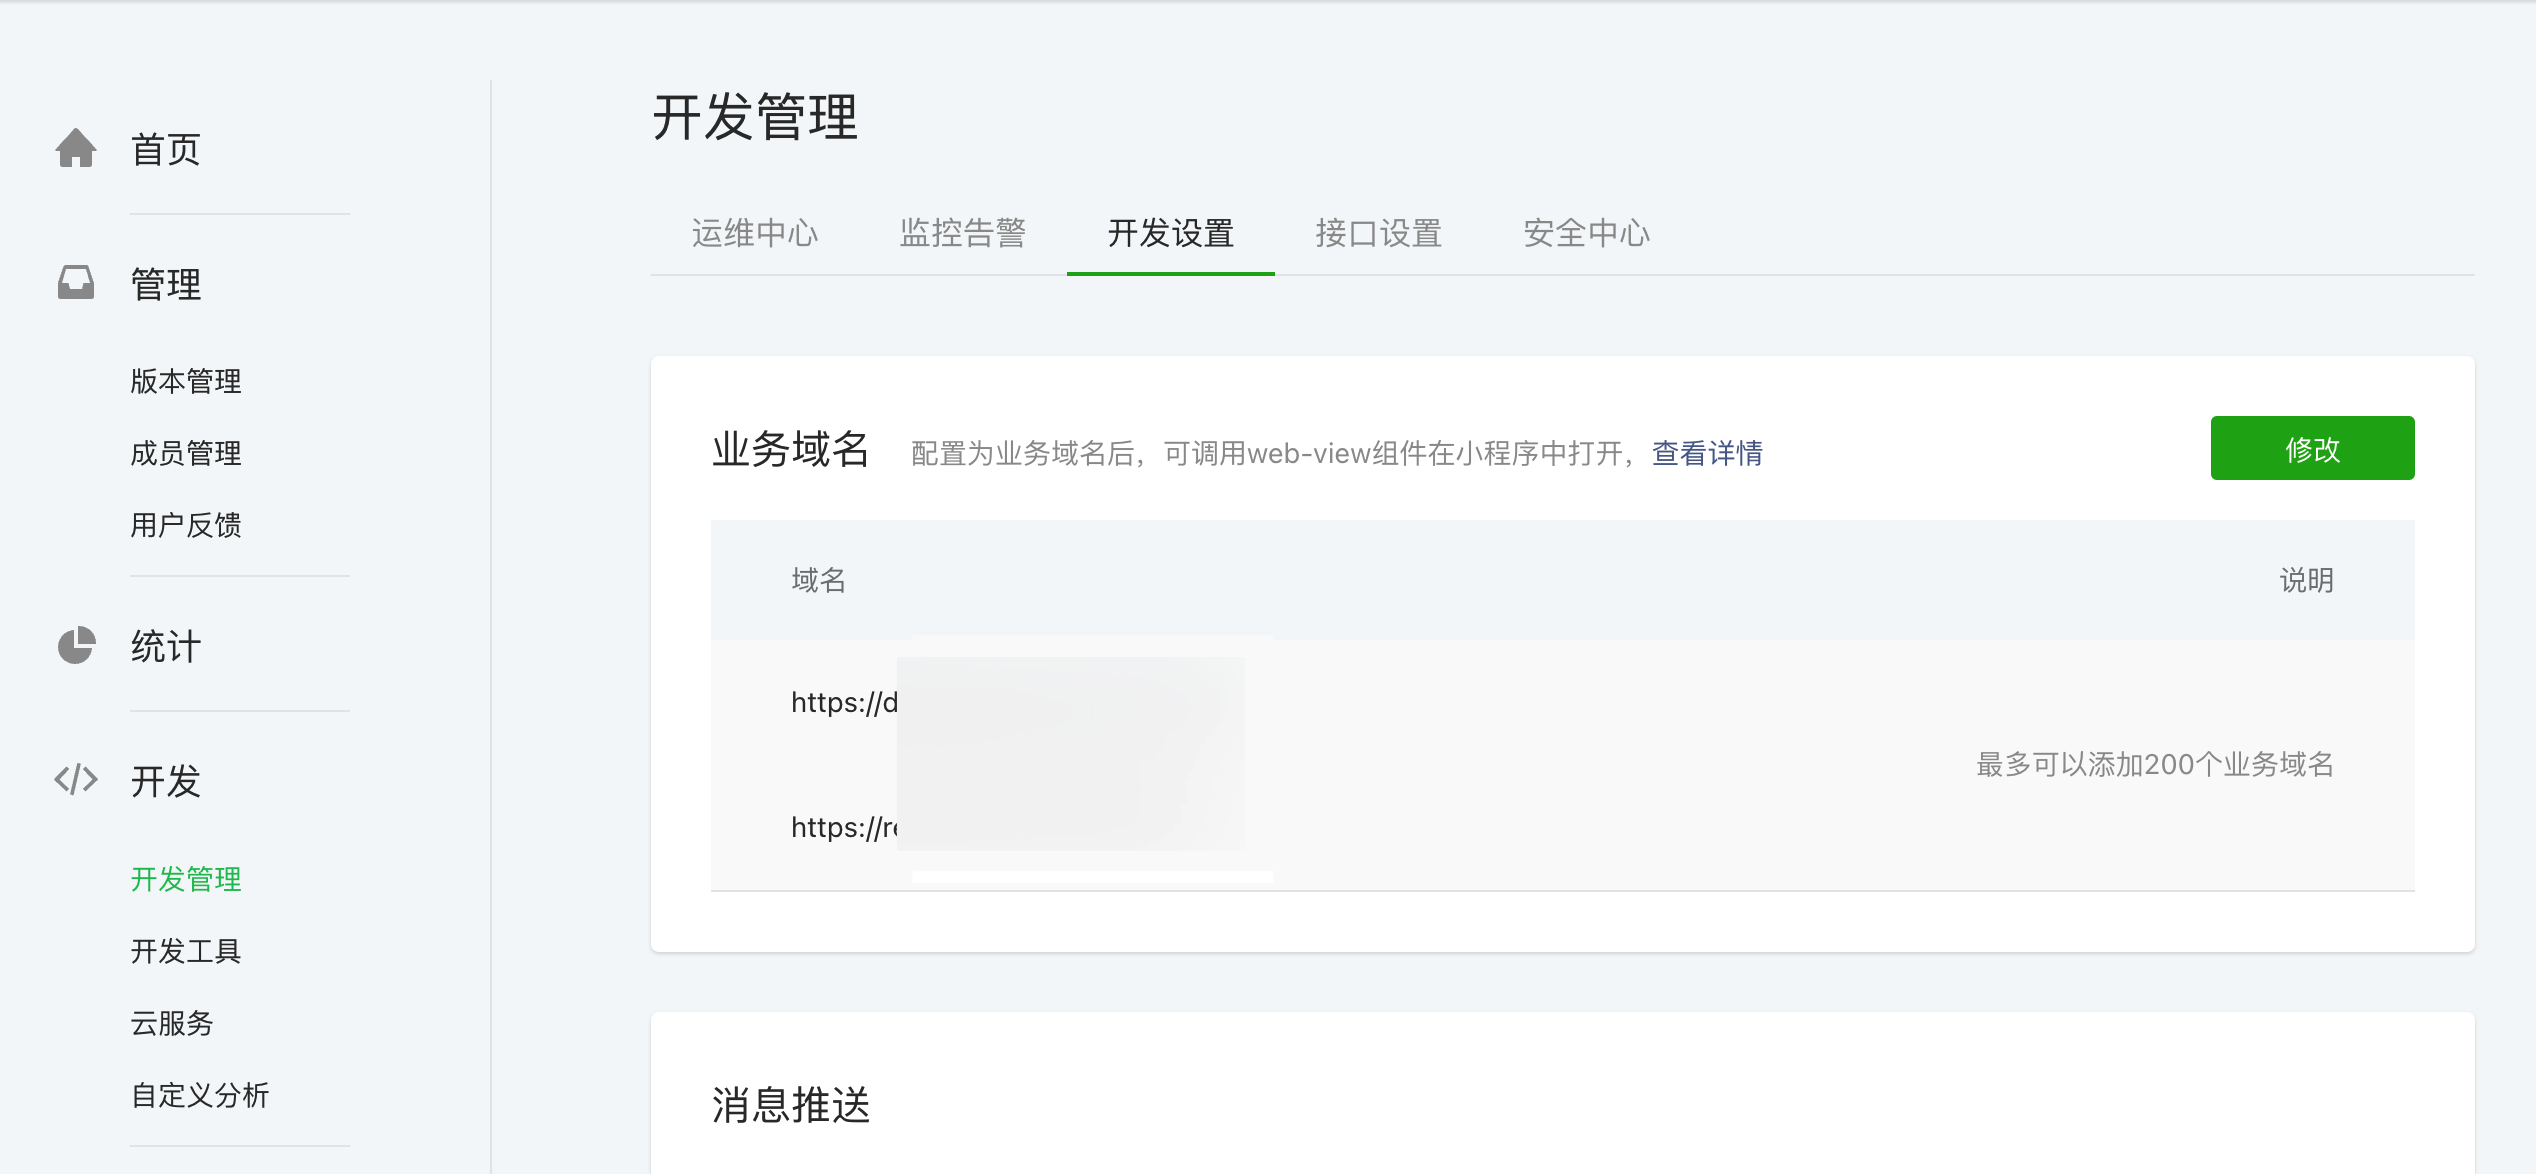 首页
管理
版本管理
成员管理
用户反馈
统计
开发
开发管理
开发工具
云服务
自定义分析
开发管理
运维中心 监控告警 开发设置 接口设置 安全中心
业务域名 配置为业务域名后，可调用web-view组件在小程序中打开，查看详情 修改
域名 说明
https://d
最多可以添加200个业务域名
https://re
消息推送